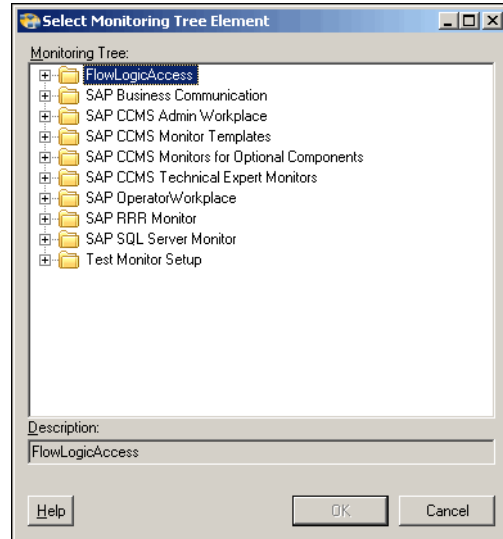 Select Monitoring Tree Element
Monitoring Tree:
FlowLogicAccess
SAP Business Communication
SAP CCMS Admin Workplace
SAP CCMS Monitor Templates
SAP CCMS Monitors for Optional Components
SAP CCMS Technical Expert Monitors
SAP OperatorWorkplace
SAP RRR Monitor
SAP SQL Server Monitor
Test Monitor Setup
Description:
FlowLogicAccess
Help OK Cancel